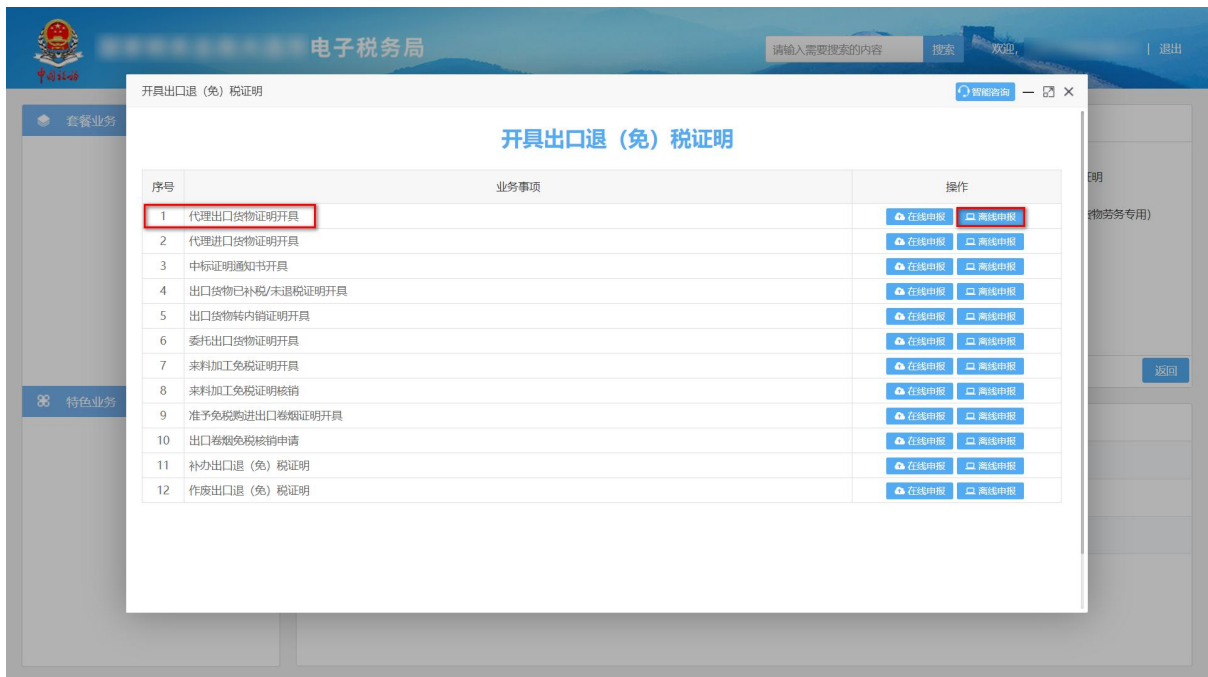 电子税务局
请输入需要搜索的内容 搜索 欢迎, | 退出
中国税务
开具出口退（免）税证明 智能咨询
套餐业务
开具出口退（免）税证明
序号 业务事项 操作
1 代理出口货物证明开具 在线申报 离线申报
2 代理进口货物证明开具 在线申报 离线申报
3 中标证明通知书开具 在线申报 离线申报
4 出口货物已补税/未退税证明开具 在线申报 离线申报
5 出口货物转内销证明开具 在线申报 离线申报
6 委托出口货物证明开具 在线申报 离线申报
7 来料加工免税证明开具 在线申报 离线申报
8 来料加工免税证明核销 在线申报 离线申报
9 准予免税购进出口卷烟证明开具 在线申报 离线申报
10 出口卷烟免税核销申请 在线申报 离线申报
11 补办出口退（免）税证明 在线申报 离线申报
12 作废出口退（免）税证明 在线申报 离线申报
证明
物劳务专用)
返回
特色业务